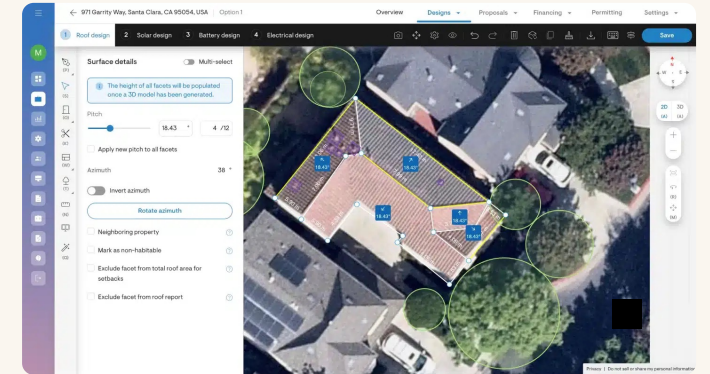 971 Garrity Way, Santa Clara, CA 95054, USA | Option 1
Overview
Designs
Proposals
Financing
Permitting
Settings
1 Roof design
2 Solar design
3 Battery design
4 Electrical design
Save
M
Surface details
Multi-select
The height of all facets will be populated
once a 3D model has been generated.
Pitch
18.43 °
4 /12
Apply new pitch to all facets
Azimuth
38 °
Invert azimuth
Rotate azimuth
Neighboring property
Mark as non-habitable
Exclude facet from total roof area for
setbacks
Exclude facet from roof report
18.43°
18.43°
18.43°
18.43°
18.43°
N
W
E
S
2D 3D
Privacy | Do not sell or share my personal information